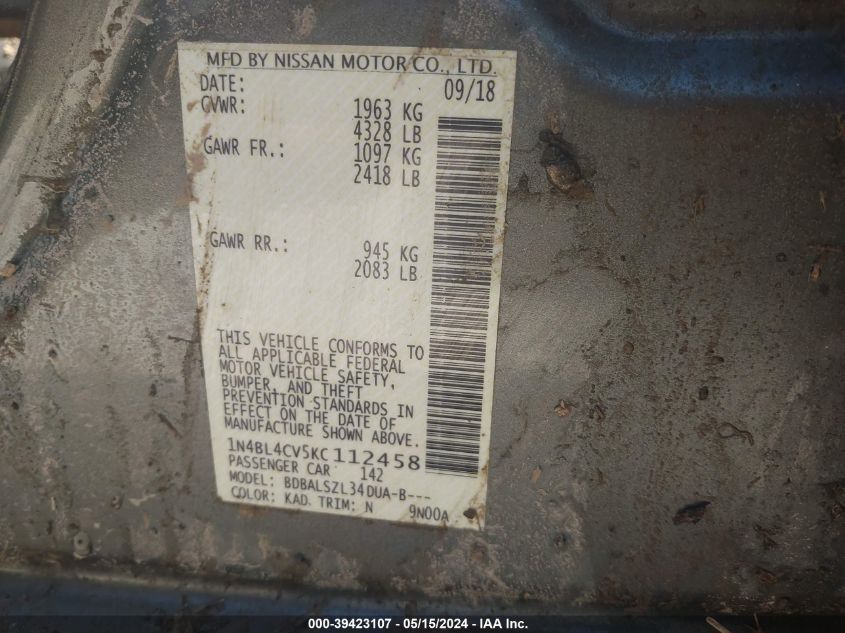 MFD BY NISSAN MOTOR CO., LTD.
DATE: 09/18
CVWR: 1963 KG
4328 LB
GAWR FR.: 1097 KG
2418 LB
GAWR RR.: 945 KG
2083 LB
THIS VEHICLE CONFORMS TO
ALL APPLICABLE FEDERAL
MOTOR VEHICLE SAFETY,
BUMPER, AND THEFT
PREVENTION STANDARDS IN
EFFECT ON THE DATE OF
MANUFACTURE SHOWN ABOVE.
1N4BL4CV5KC112458
PASSENGER CAR 142
MODEL: BDBALSZL34DUA-B---
COLOR: KAD. TRIM: N 9N00A
000-39423107 - 05/15/2024 - IAA Inc.